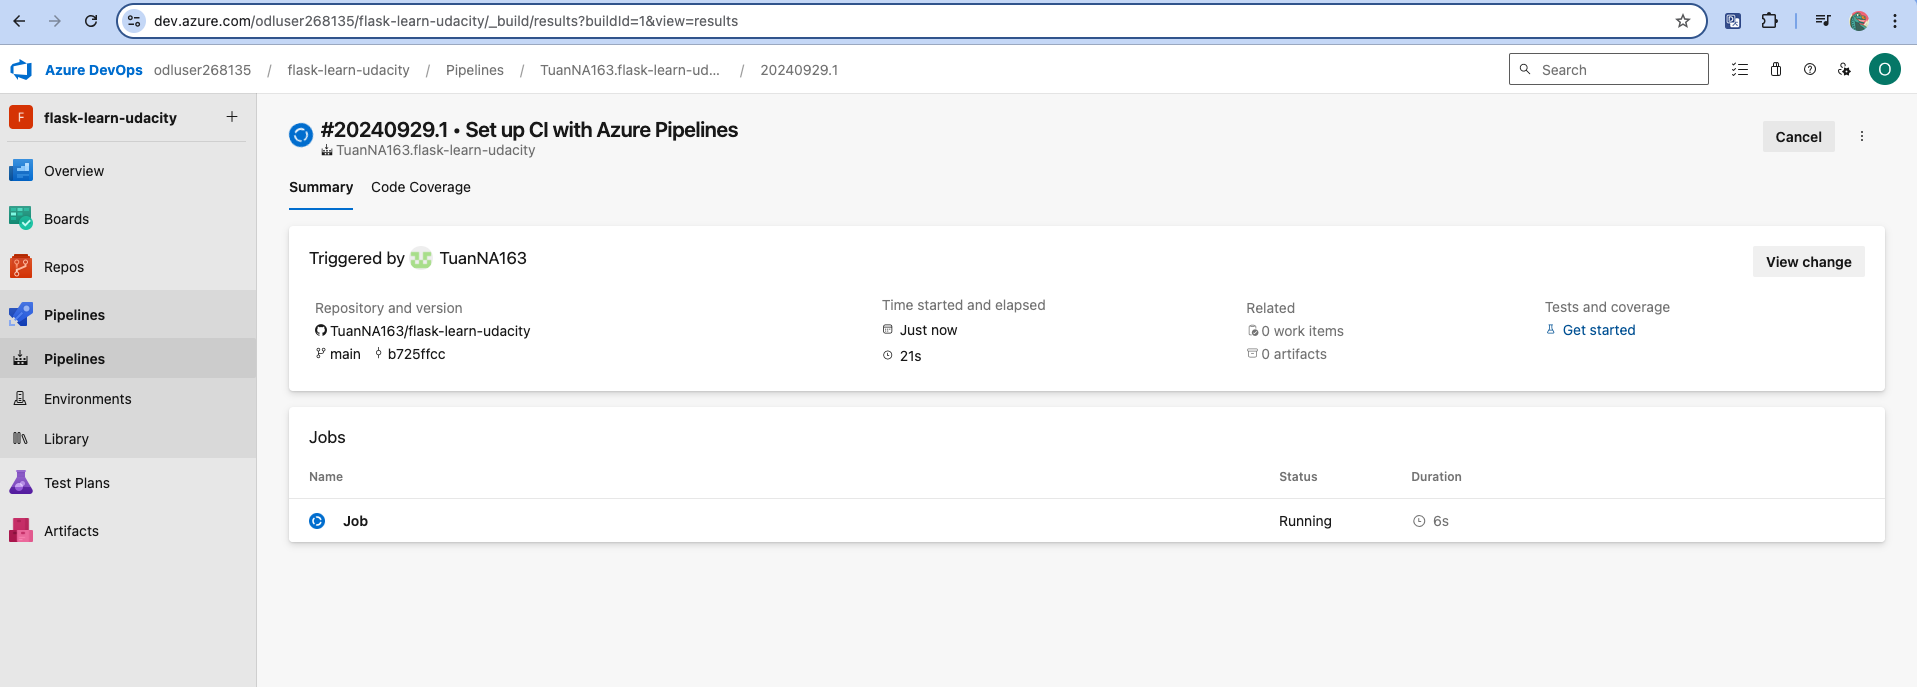 dev.azure.com/odluser268135/flask-learn-udacity/_build/results?buildId=1&view=results
Azure DevOps odluser268135 / flask-learn-udacity / Pipelines / TuanNA163.flask-learn-ud... / 20240929.1
Search
O
F flask-learn-udacity +
Overview
Boards
Repos
Pipelines
Pipelines
Environments
Library
Test Plans
Artifacts
#20240929.1 • Set up CI with Azure Pipelines
TuanNA163.flask-learn-udacity
Cancel
Summary Code Coverage
Triggered by TuanNA163
View change
Repository and version
TuanNA163/flask-learn-udacity
main b725ffcc
Time started and elapsed
Just now
21s
Related
0 work items
0 artifacts
Tests and coverage
Get started
Jobs
Name Status Duration
Job Running 6s